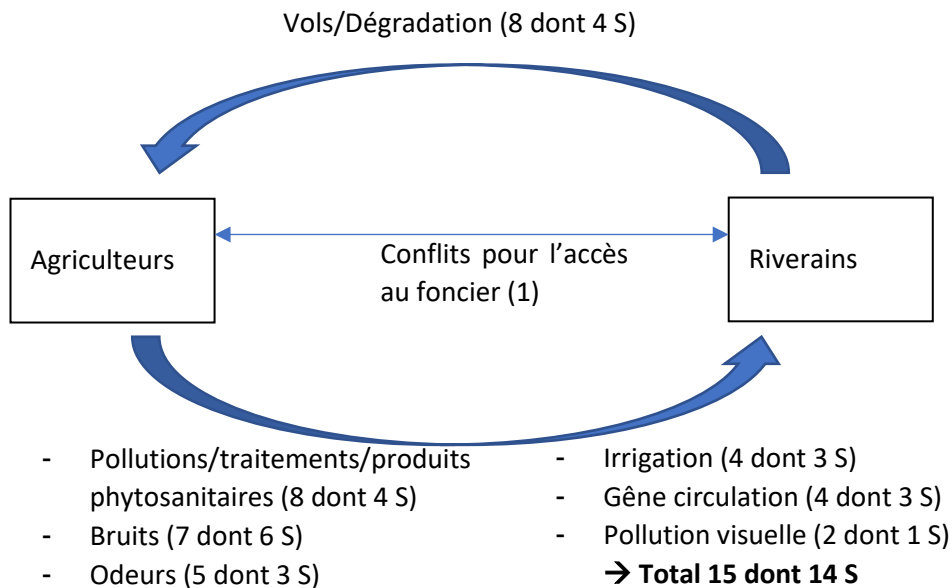 Vols/Dégradation (8 dont 4 S)
Agriculteurs
Conflits pour l’accès
au foncier (1)
Riverains
- Pollutions/traitements/produits
phytosanitaires (8 dont 4 S)
- Bruits (7 dont 6 S)
- Odeurs (5 dont 3 S)
- Irrigation (4 dont 3 S)
- Gêne circulation (4 dont 3 S)
- Pollution visuelle (2 dont 1 S)
→ Total 15 dont 14 S